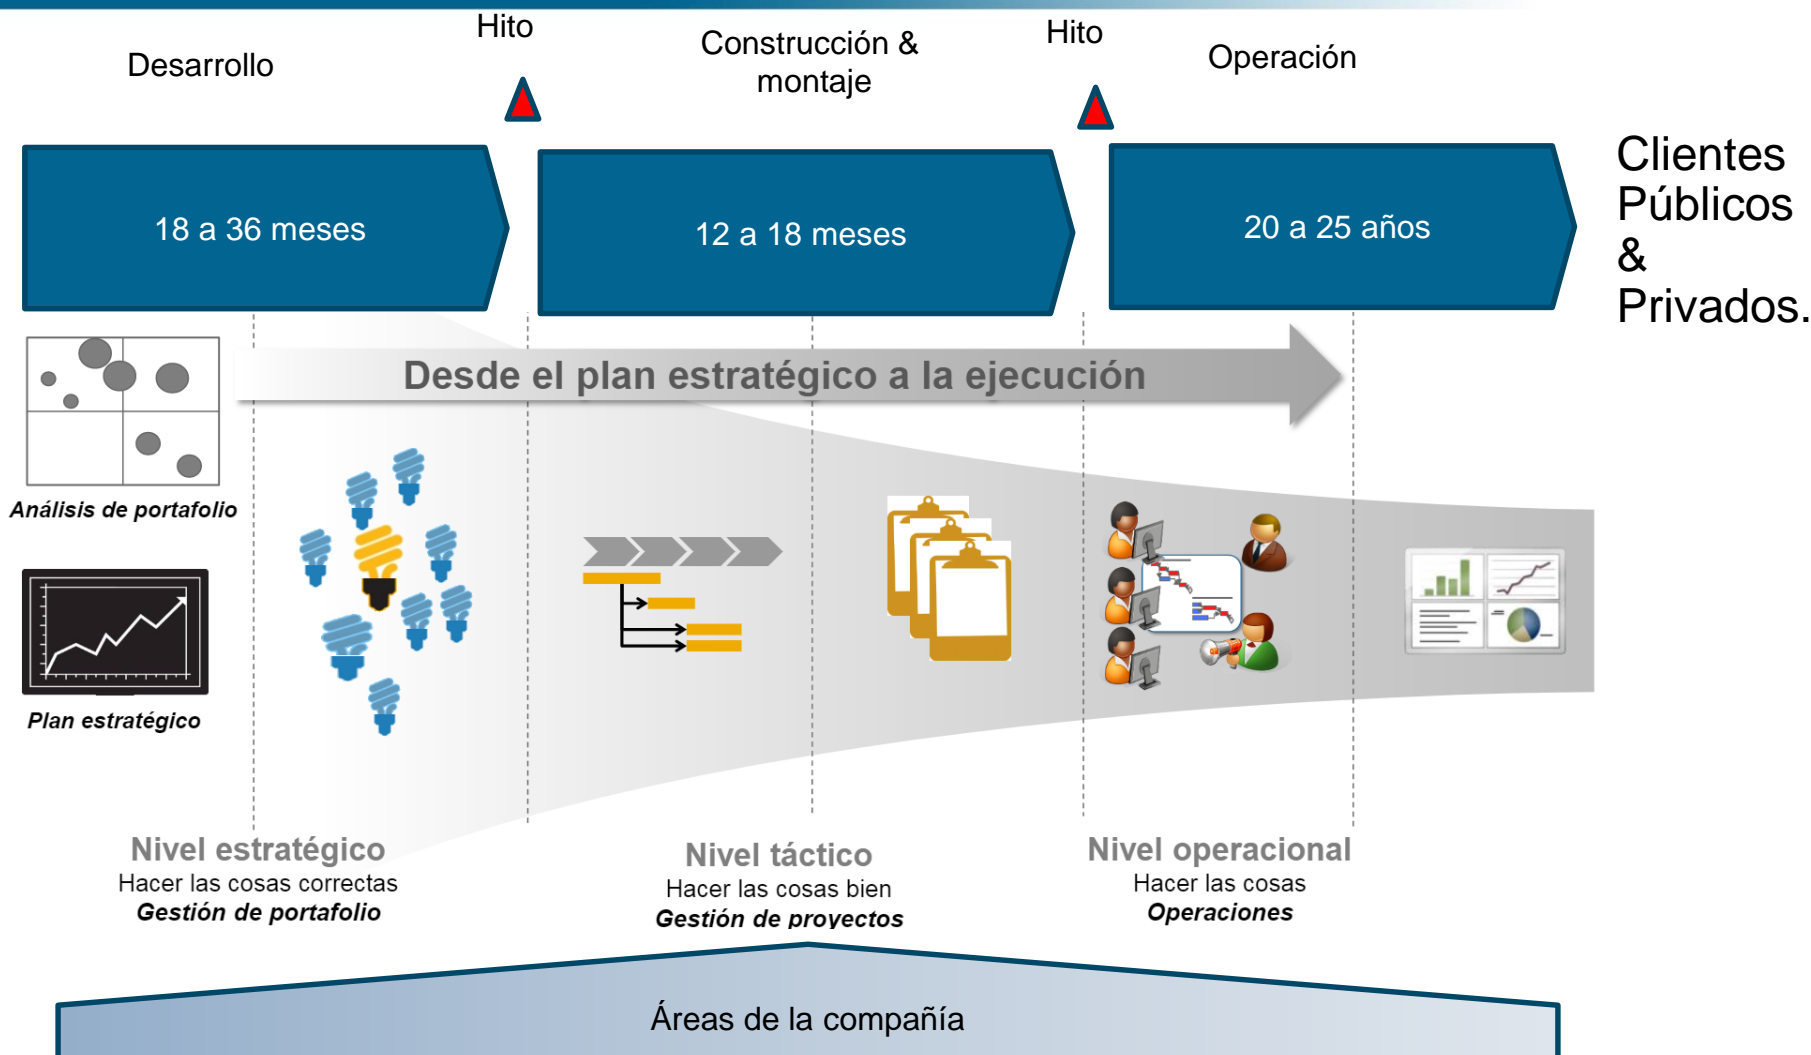 Hito
Hito
Desarrollo
Construcción &
montaje
Operación
18 a 36 meses
12 a 18 meses
20 a 25 años
Clientes
Públicos
&
Privados.
Desde el plan estratégico a la ejecución
Análisis de portafolio
Plan estratégico
Nivel estratégico
Hacer las cosas correctas
Gestión de portafolio
Nivel táctico
Hacer las cosas bien
Gestión de proyectos
Nivel operacional
Hacer las cosas
Operaciones
Áreas de la compañía